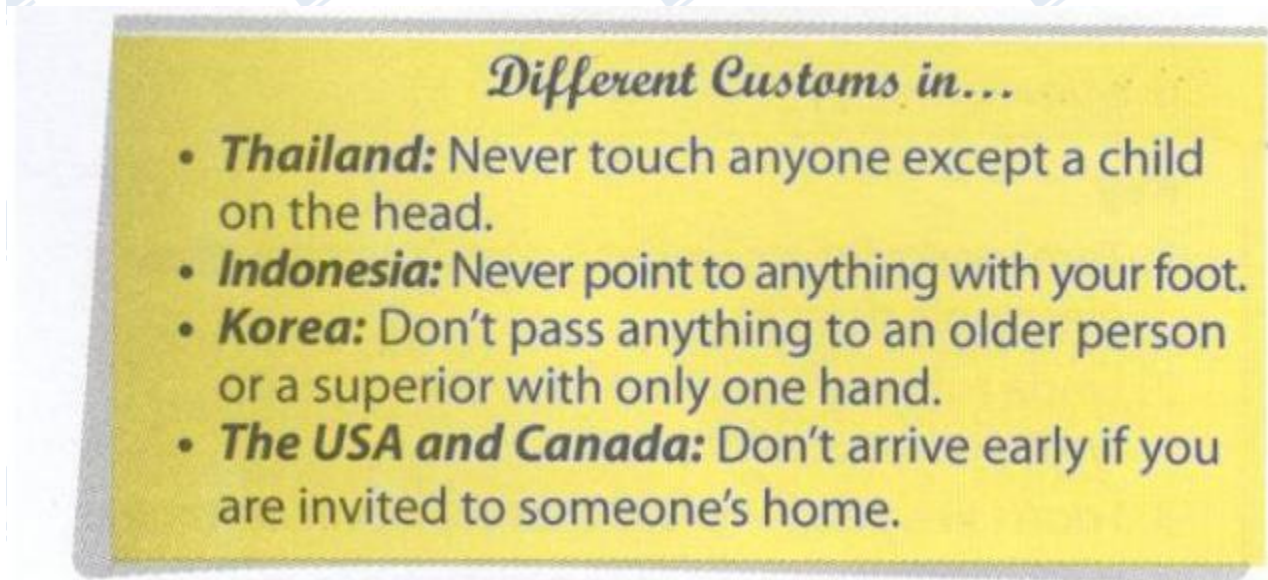 Different Customs in...
• Thailand: Never touch anyone except a child
on the head.
• Indonesia: Never point to anything with your foot.
• Korea: Don't pass anything to an older person
or a superior with only one hand.
• The USA and Canada: Don't arrive early if you
are invited to someone's home.